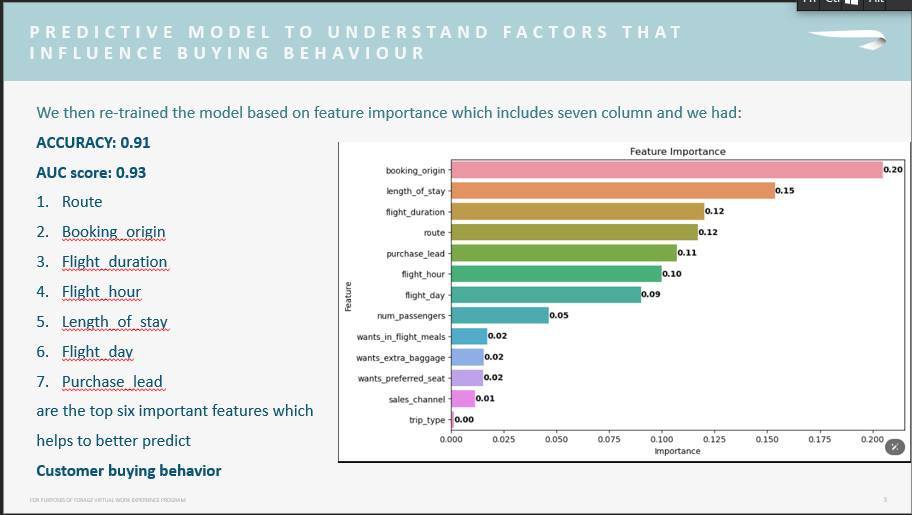 PREDICTIVE MODEL TO UNDERSTAND FACTORS THAT
INFLUENCE BUYING BEHAVIOUR
We then re-trained the model based on feature importance which includes seven column and we had:
ACCURACY: 0.91
AUC score: 0.93
1. Route
2. Booking_origin
3. Flight_duration
4. Flight_hour
5. Length_of_stay
6. Flight_day
7. Purchase_lead
are the top six important features which
helps to better predict
Customer buying behavior
Feature Importance
booking_origin 0.20
length_of_stay 0.15
flight_duration 0.12
route 0.12
purchase_lead 0.11
flight_hour 0.10
flight_day 0.09
num_passengers 0.05
wants_in_flight_meals 0.02
wants_extra_baggage 0.02
wants_preferred_seat 0.02
sales_channel 0.01
trip_type 0.00
Feature
0.000 0.025 0.050 0.075 0.100 0.125 0.150 0.175 0.200
Importance
FOR PURPOSES OF FORAGE VIRTUAL WORK EXPERIENCE PROGRAM
3